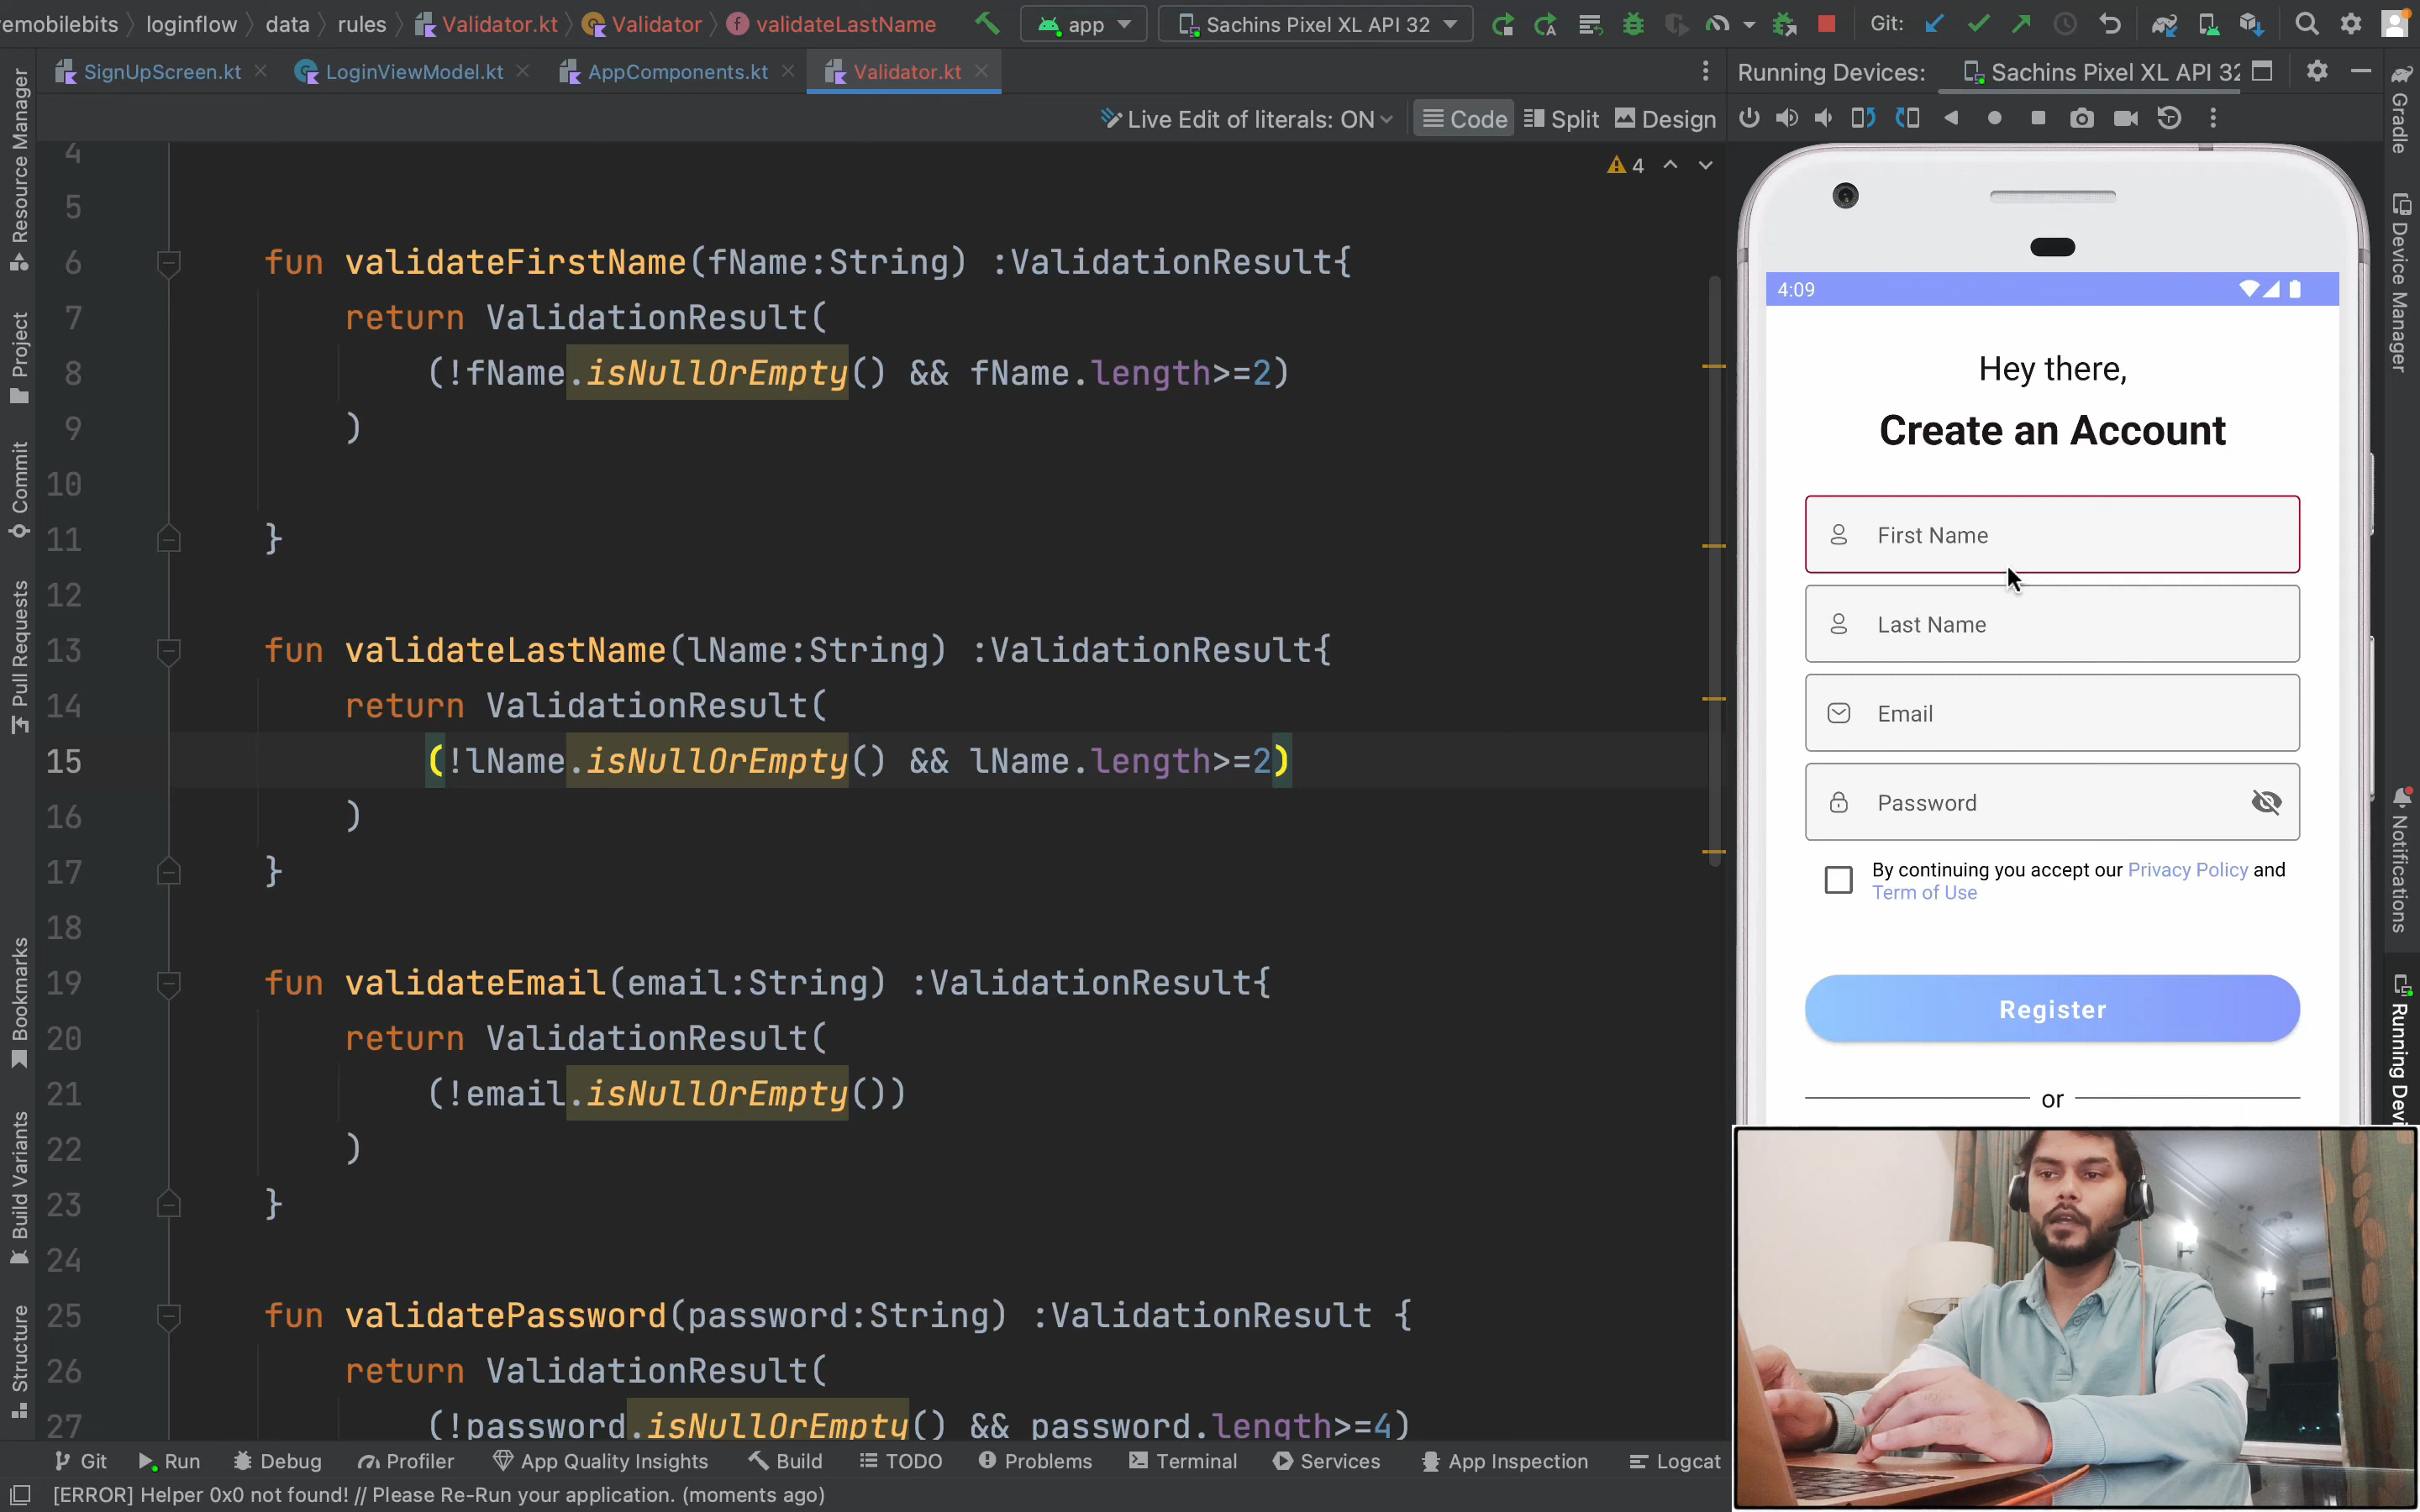 emobilebits loginflow data rules Validator.kt Validator validateLastName app Sachins Pixel XL API 32 Git:
SignUpScreen.kt LoginViewModel.kt AppComponents.kt Validator.kt Running Devices: Sachins Pixel XL API 32
Live Edit of literals: ON Code Split Design
4
4
5
6 fun validateFirstName(fName:String) :ValidationResult{
7 return ValidationResult(
8 (!fName.isNullOrEmpty() && fName.length>=2)
9 )
10
11 }
12
13 fun validateLastName(lName:String) :ValidationResult{
14 return ValidationResult(
15 (!lName.isNullOrEmpty() && lName.length>=2)
16 )
17 }
18
19 fun validateEmail(email:String) :ValidationResult{
20 return ValidationResult(
21 (!email.isNullOrEmpty())
22 )
23 }
24
25 fun validatePassword(password:String) :ValidationResult {
26 return ValidationResult(
27 (!password.isNullOrEmpty() && password.length>=4)
Resource Manager
Project
Commit
Pull Requests
Bookmarks
Build Variants
Structure
4:09
Hey there,
Create an Account
First Name
Last Name
Email
Password
By continuing you accept our Privacy Policy and
Term of Use
Register
or
Gradle
Device Manager
Notifications
Running Devi
Git Run Debug Profiler App Quality Insights Build TODO Problems Terminal Services App Inspection Logcat
[ERROR] Helper 0x0 not found! // Please Re-Run your application. (moments ago)